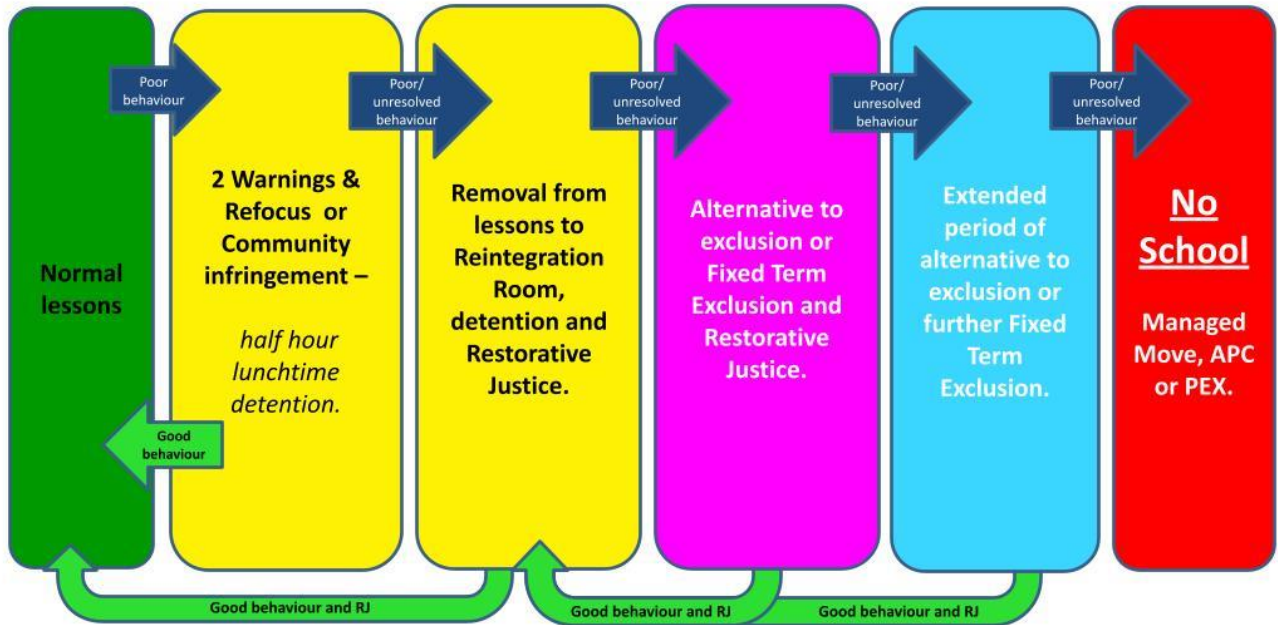 Normal
lessons
Poor
behaviour
2 Warnings &
Refocus or
Community
infringement –
half hour
lunchtime
detention.
Good
behaviour
Poor/
unresolved
behaviour
Removal from
lessons to
Reintegration
Room,
detention and
Restorative
Justice.
Poor/
unresolved
behaviour
Alternative to
exclusion or
Fixed Term
Exclusion and
Restorative
Justice.
Poor/
unresolved
behaviour
Extended
period of
alternative to
exclusion or
further Fixed
Term
Exclusion.
Poor/
unresolved
behaviour
No
School
Managed
Move, APC
or PEX.
Good behaviour and RJ
Good behaviour and RJ
Good behaviour and RJ